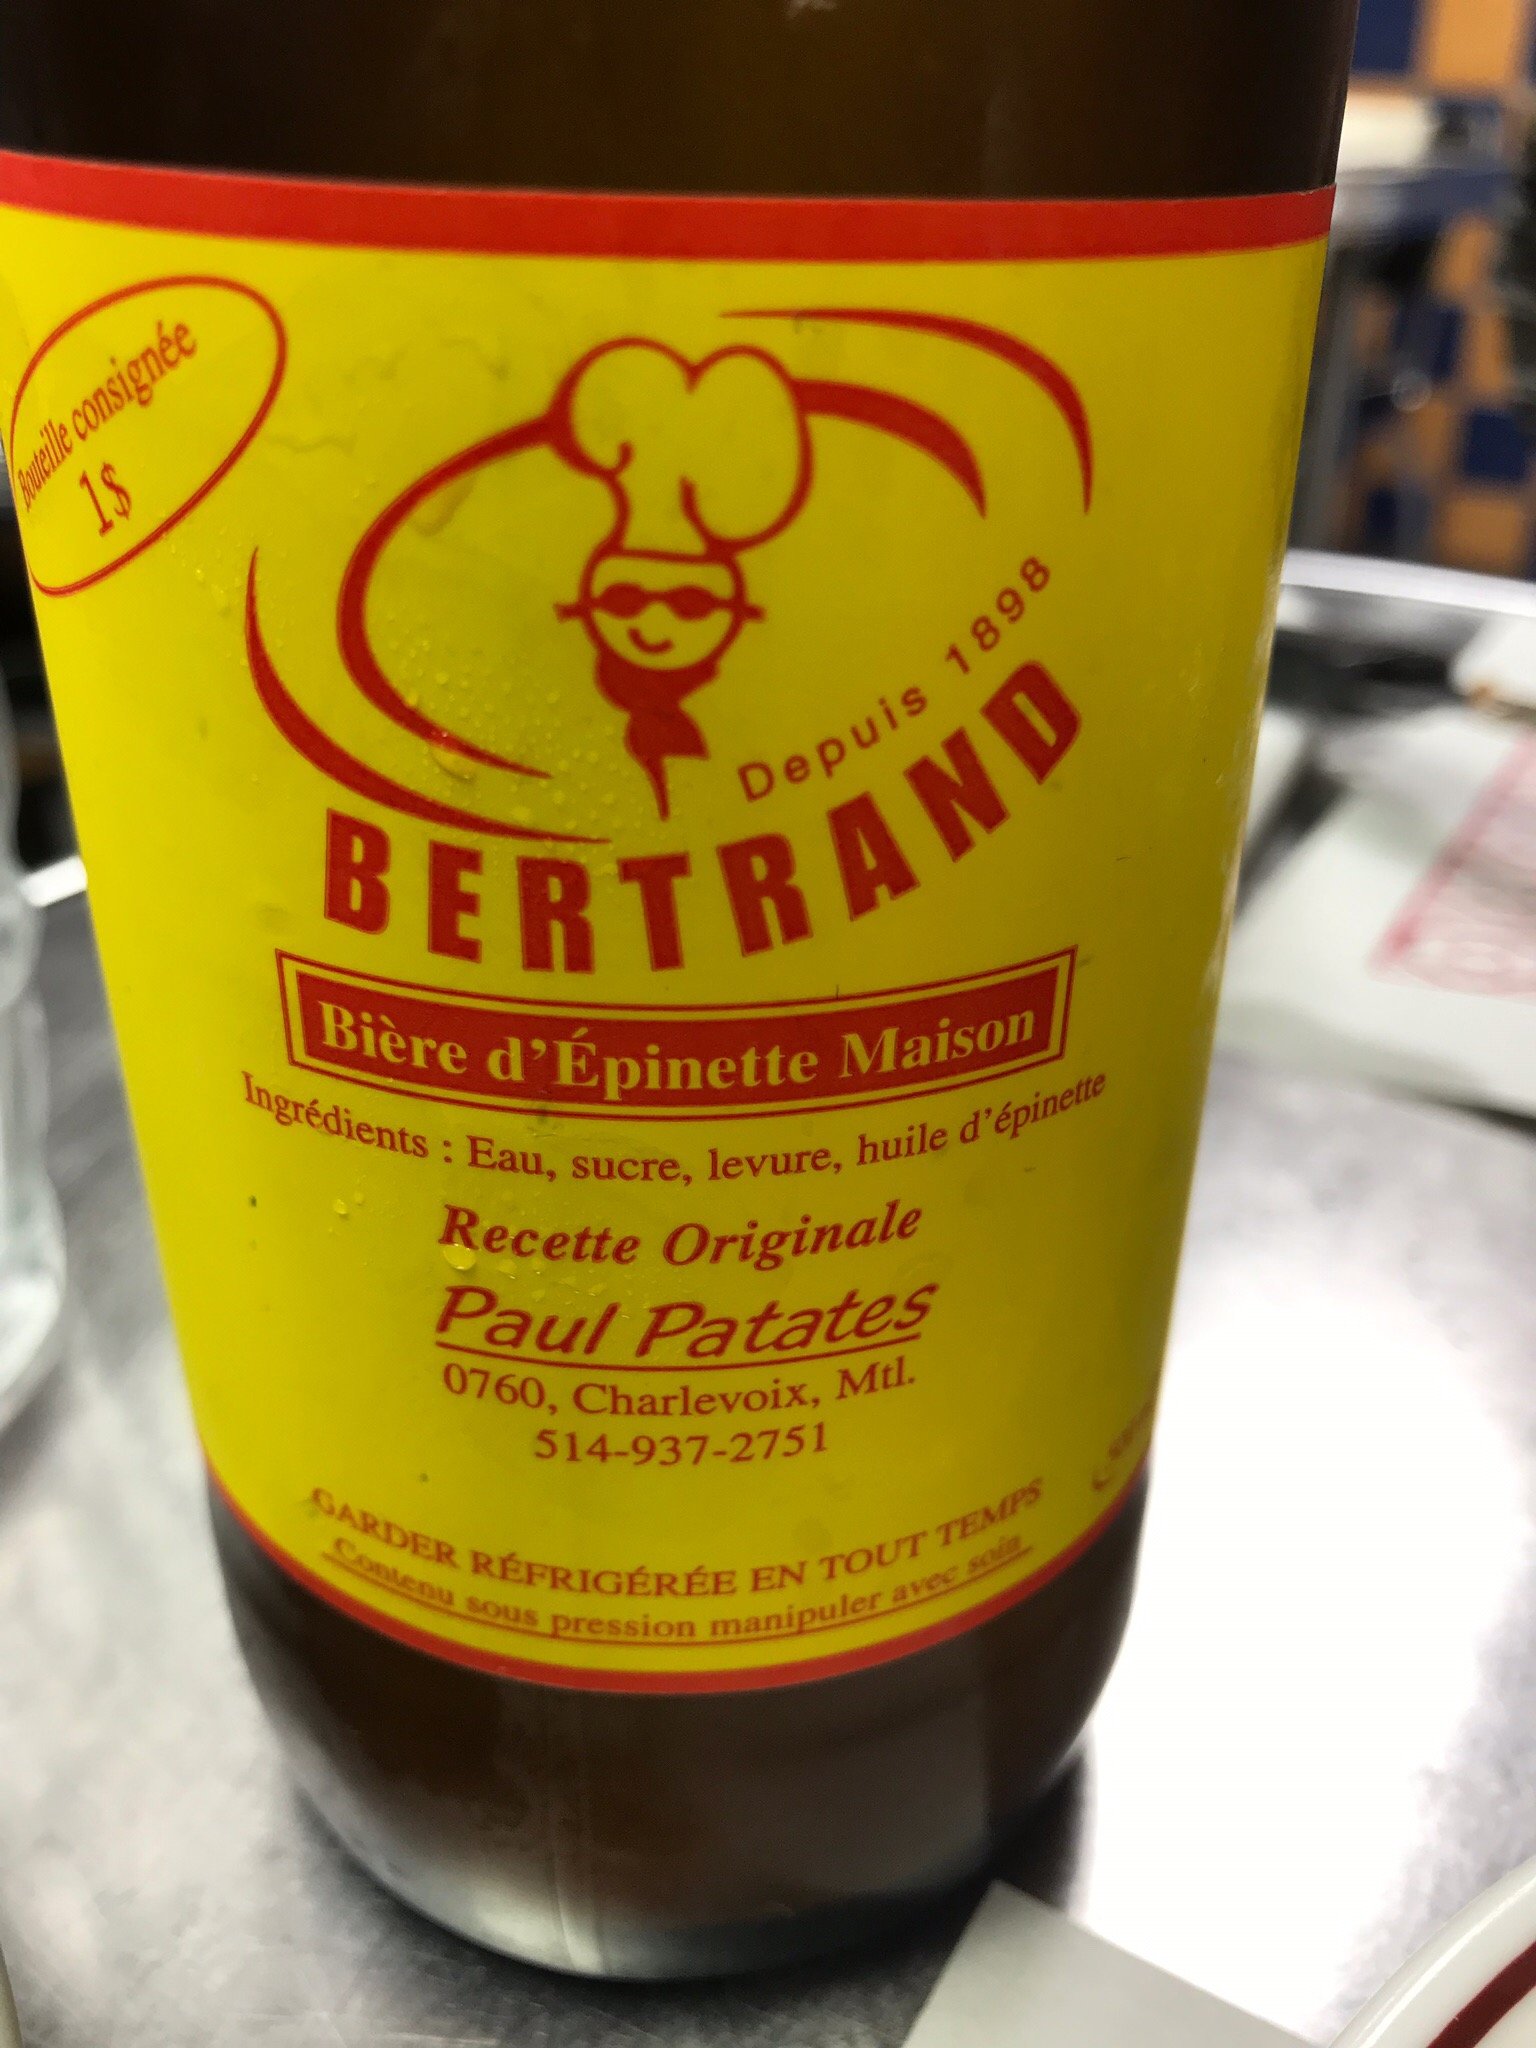 Bouteille consignée
1$
Depuis 1898
BERTRAND
Bière d'Épinette Maison
Ingrédients : Eau, sucre, levure, huile d'épinette
Recette Originale
Paul Patates
0760, Charlevoix, Mtl.
514-937-2751
GARDER RÉFRIGÉRÉE EN TOUT TEMPS
Contenu sous pression manipuler avec soin